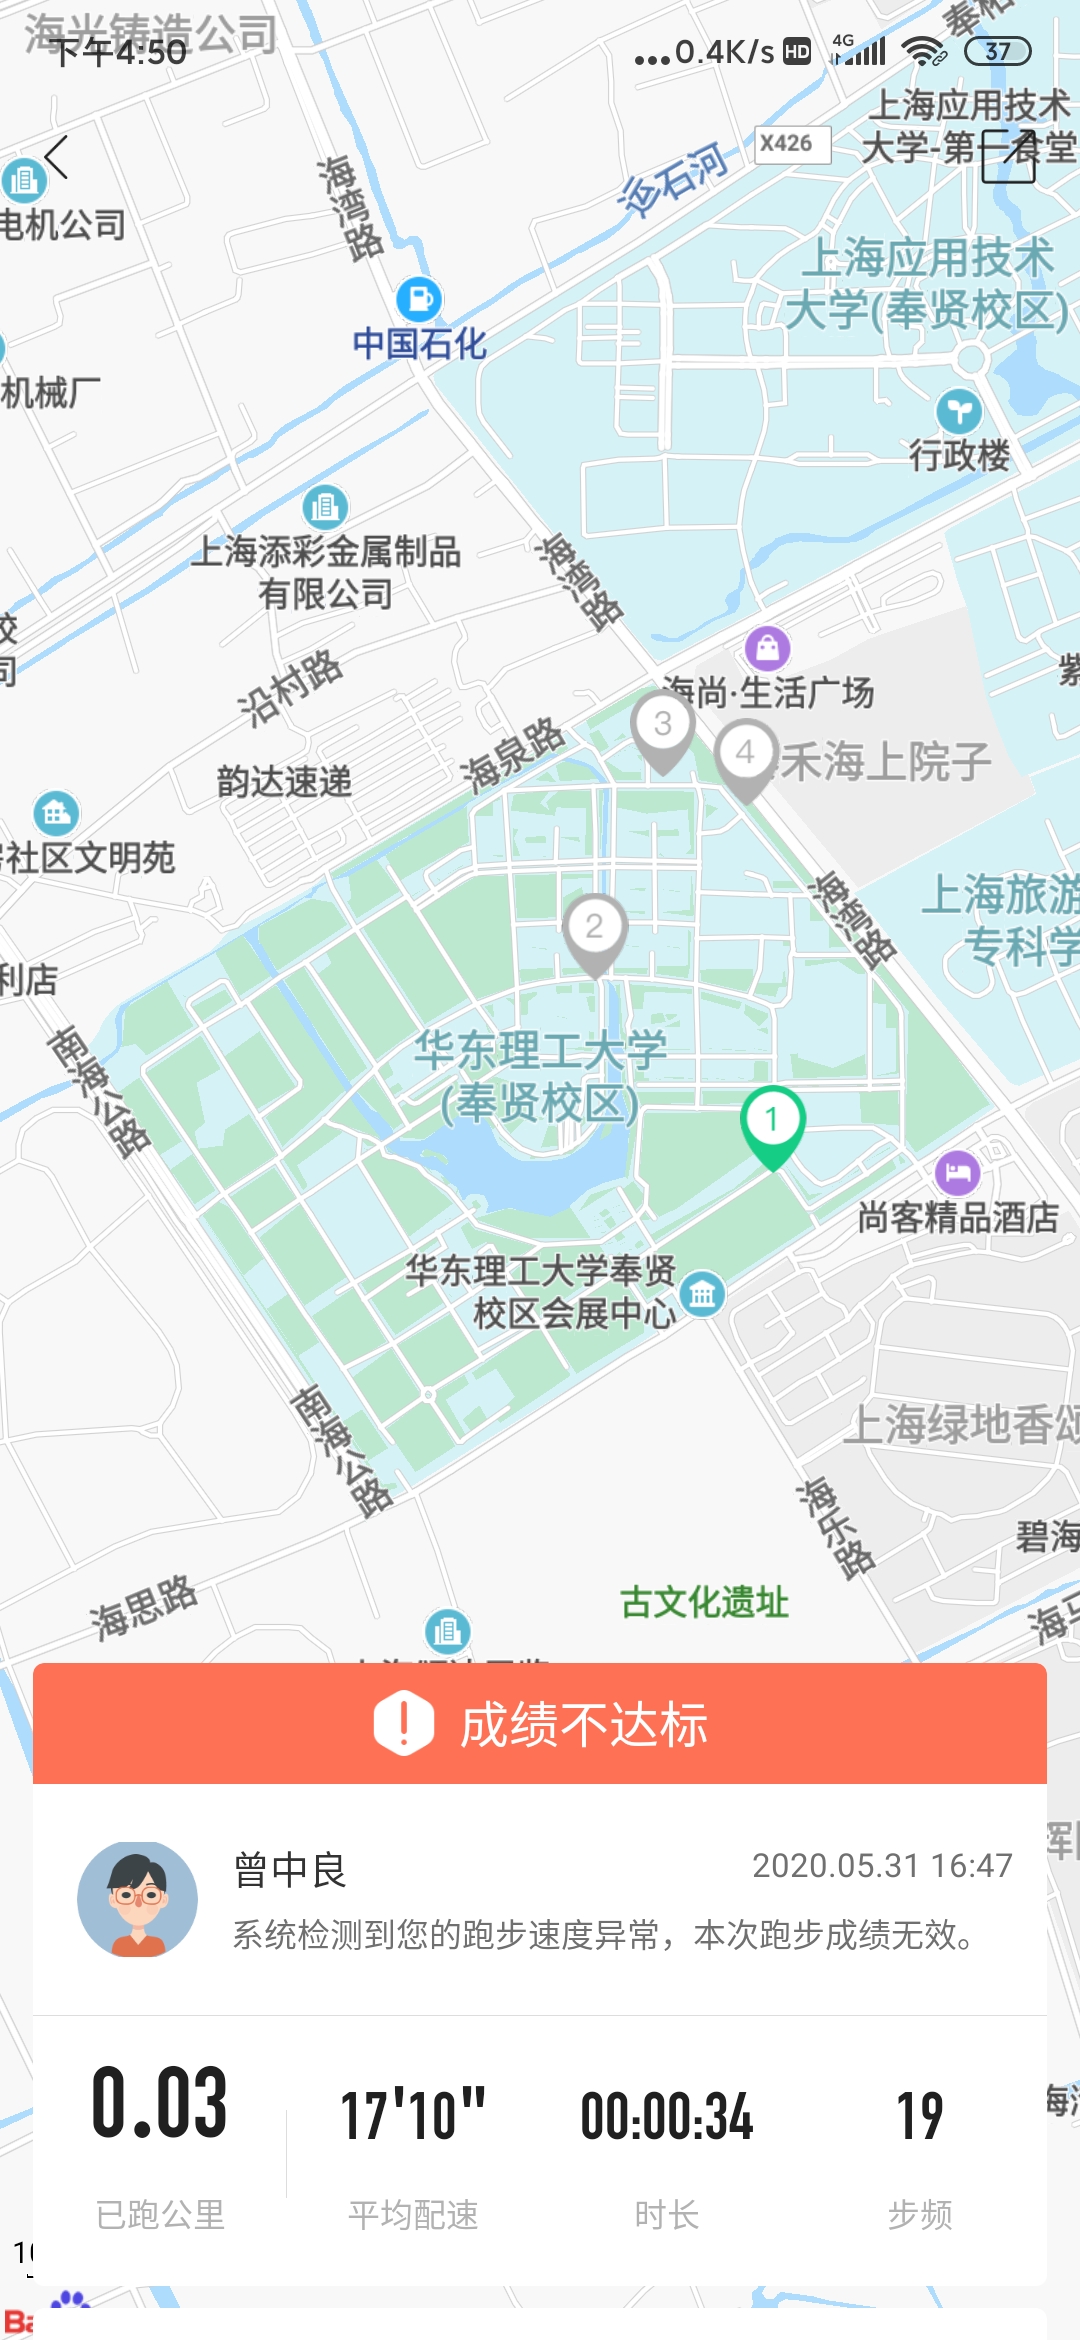 海光铸造公司
下午4:50
...0.4K/s HD 4G 37
上海应用技术
大学-第一食堂
X426
运石河
海湾路
电机公司
上海应用技术
大学(奉贤校区)
中国石化
机械厂
行政楼
上海添彩金属制品
有限公司
海湾路
沿村路
海尚·生活广场
3
4
禾海上院子
海泉路
韵达速递
社区文明苑
海湾路
上海旅游
专科学
2
利店
南海公路
华东理工大学
(奉贤校区)
1
尚客精品酒店
华东理工大学奉贤
校区会展中心
南海公路
上海绿地香颂
海乐路
碧海
古文化遗址
海思路
成绩不达标
曾中良
2020.05.31 16:47
系统检测到您的跑步速度异常，本次跑步成绩无效。
0.03
17'10"
00:00:34
19
已跑公里
平均配速
时长
步频